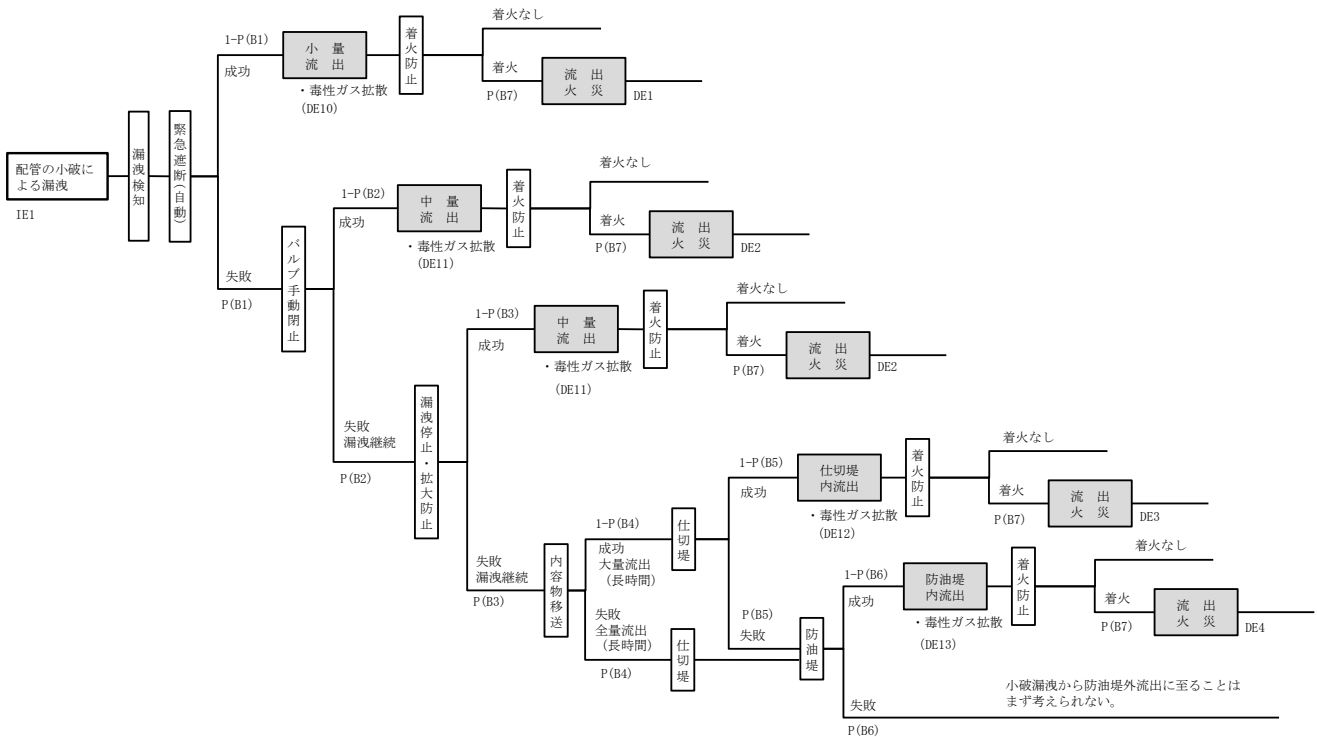 配管の小破に
よる漏洩
IE1
漏洩検知
緊急遮断(自動)
1-P(B1)
成功
小　量
流　出
・毒性ガス拡散
(DE10)
着火防止
着火なし
着火
P(B7)
流　出
火　災
DE1
失敗
P(B1)
バルブ手動閉止
1-P(B2)
成功
中　量
流　出
・毒性ガス拡散
(DE11)
着火防止
着火なし
着火
P(B7)
流　出
火　災
DE2
失敗
漏洩継続
P(B2)
漏洩停止・拡大防止
1-P(B3)
成功
中　量
流　出
・毒性ガス拡散
(DE11)
着火防止
着火なし
着火
P(B7)
流　出
火　災
DE2
失敗
漏洩継続
P(B3)
内容物移送
1-P(B4)
成功
大量流出
(長時間)
仕切堤
1-P(B5)
成功
仕切堤
内流出
・毒性ガス拡散
(DE12)
着火防止
着火なし
着火
P(B7)
流　出
火　災
DE3
P(B5)
失敗
失敗
全量流出
(長時間)
P(B4)
仕切堤
防油堤
1-P(B6)
成功
防油堤
内流出
・毒性ガス拡散
(DE13)
着火防止
着火なし
着火
P(B7)
流　出
火　災
DE4
失敗
P(B6)
小破漏洩から防油堤外流出に至ることは
まず考えられない。